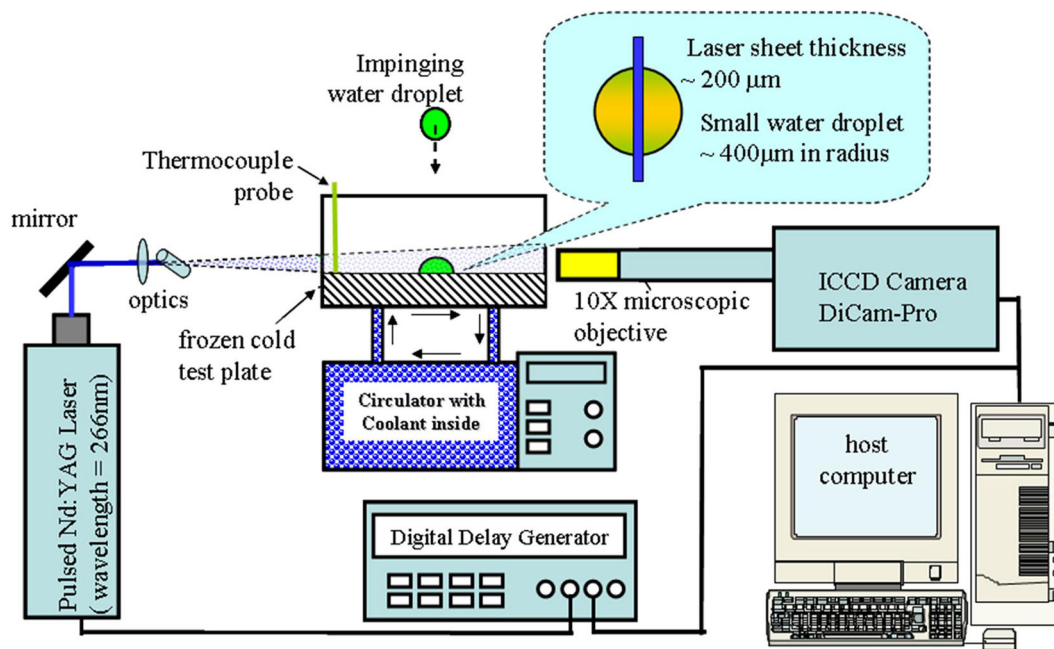 Impinging
water droplet
Laser sheet thickness
~ 200 μm
Small water droplet
~ 400μm in radius
Thermocouple
probe
mirror
optics
frozen cold
test plate
10X microscopic
objective
ICCD Camera
DiCam-Pro
Circulator with
Coolant inside
Pulsed Nd:YAG Laser
( wavelength = 266nm)
Digital Delay Generator
host
computer